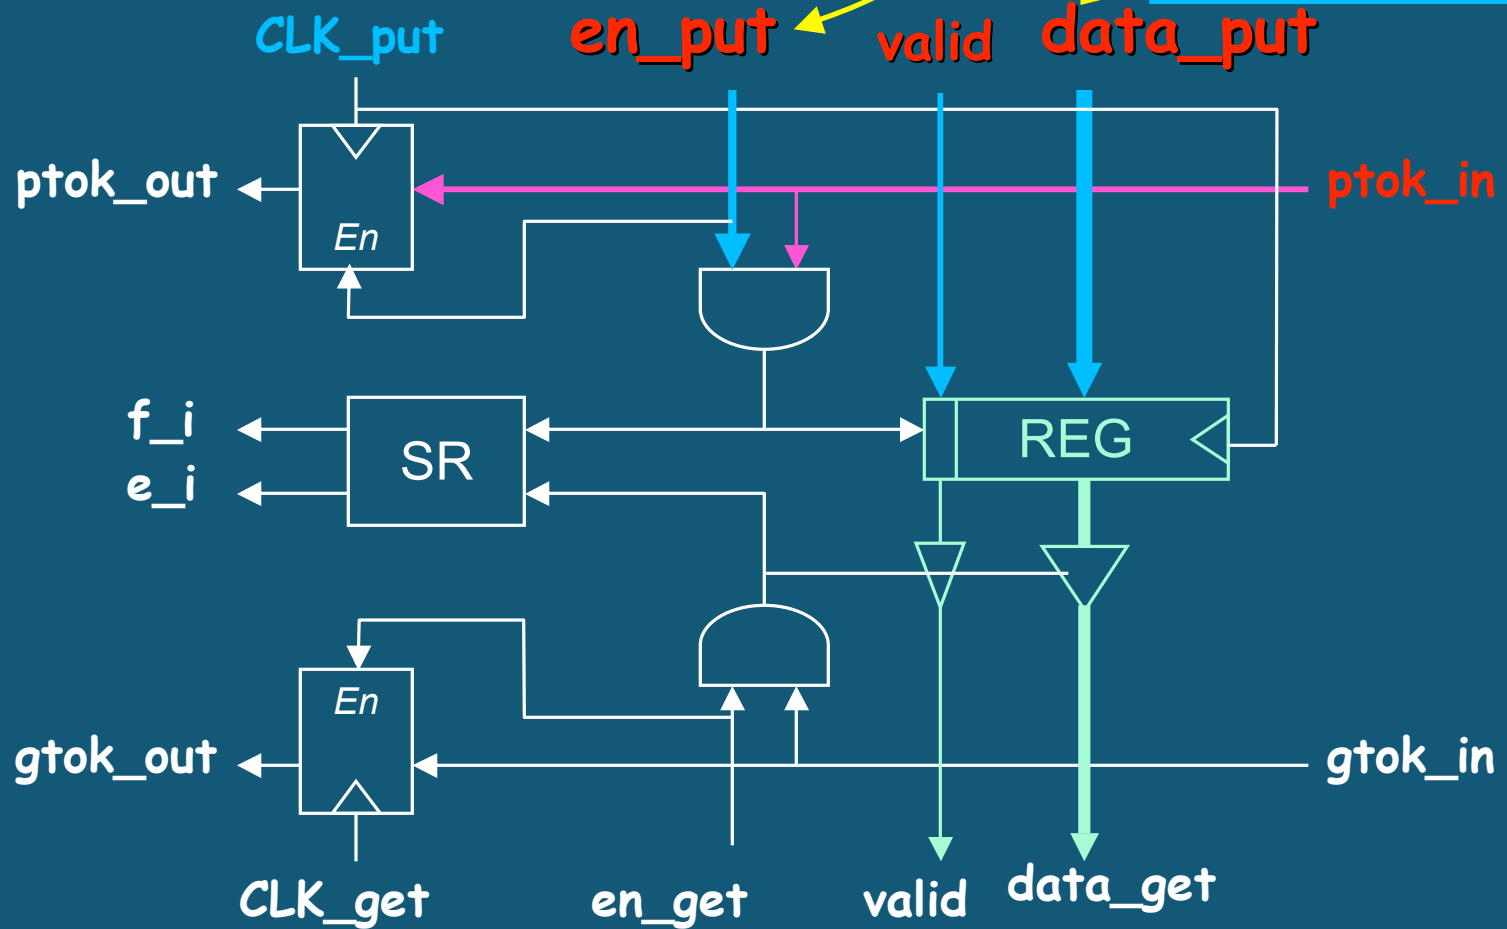 CLK_put
en_put
valid
data_put
ptok_out
ptok_in
En
f_i
SR
REG
e_i
En
gtok_out
gtok_in
CLK_get
en_get
valid
data_get